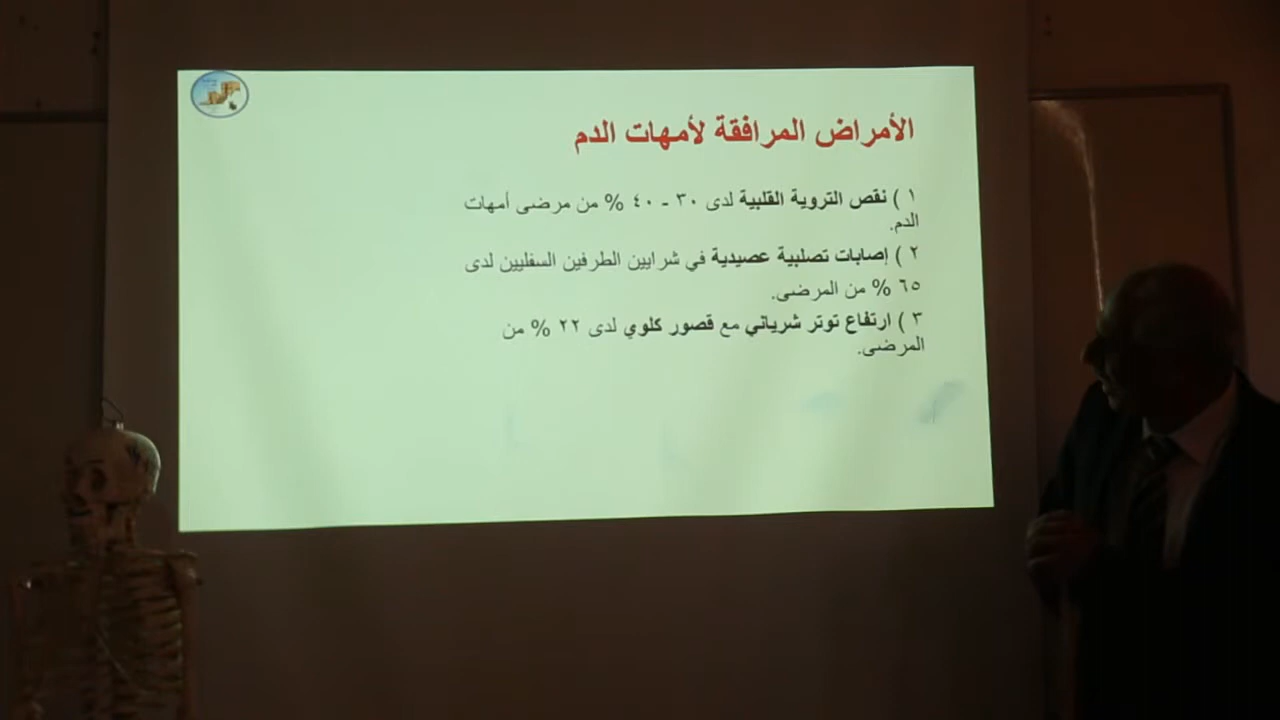 الأمراض المرافقة لأمهات الدم
١ ) نقص التروية القلبية لدى ٣٠ - ٤٠ % من مرضى أمهات
الدم.
٢ ) إصابات تصلبية عصيدية في شرايين الطرفين السفليين لدى
٦٥ % من المرضى.
٣ ) ارتفاع توتر شرياني مع قصور كلوي لدى ٢٢ % من
المرضى.